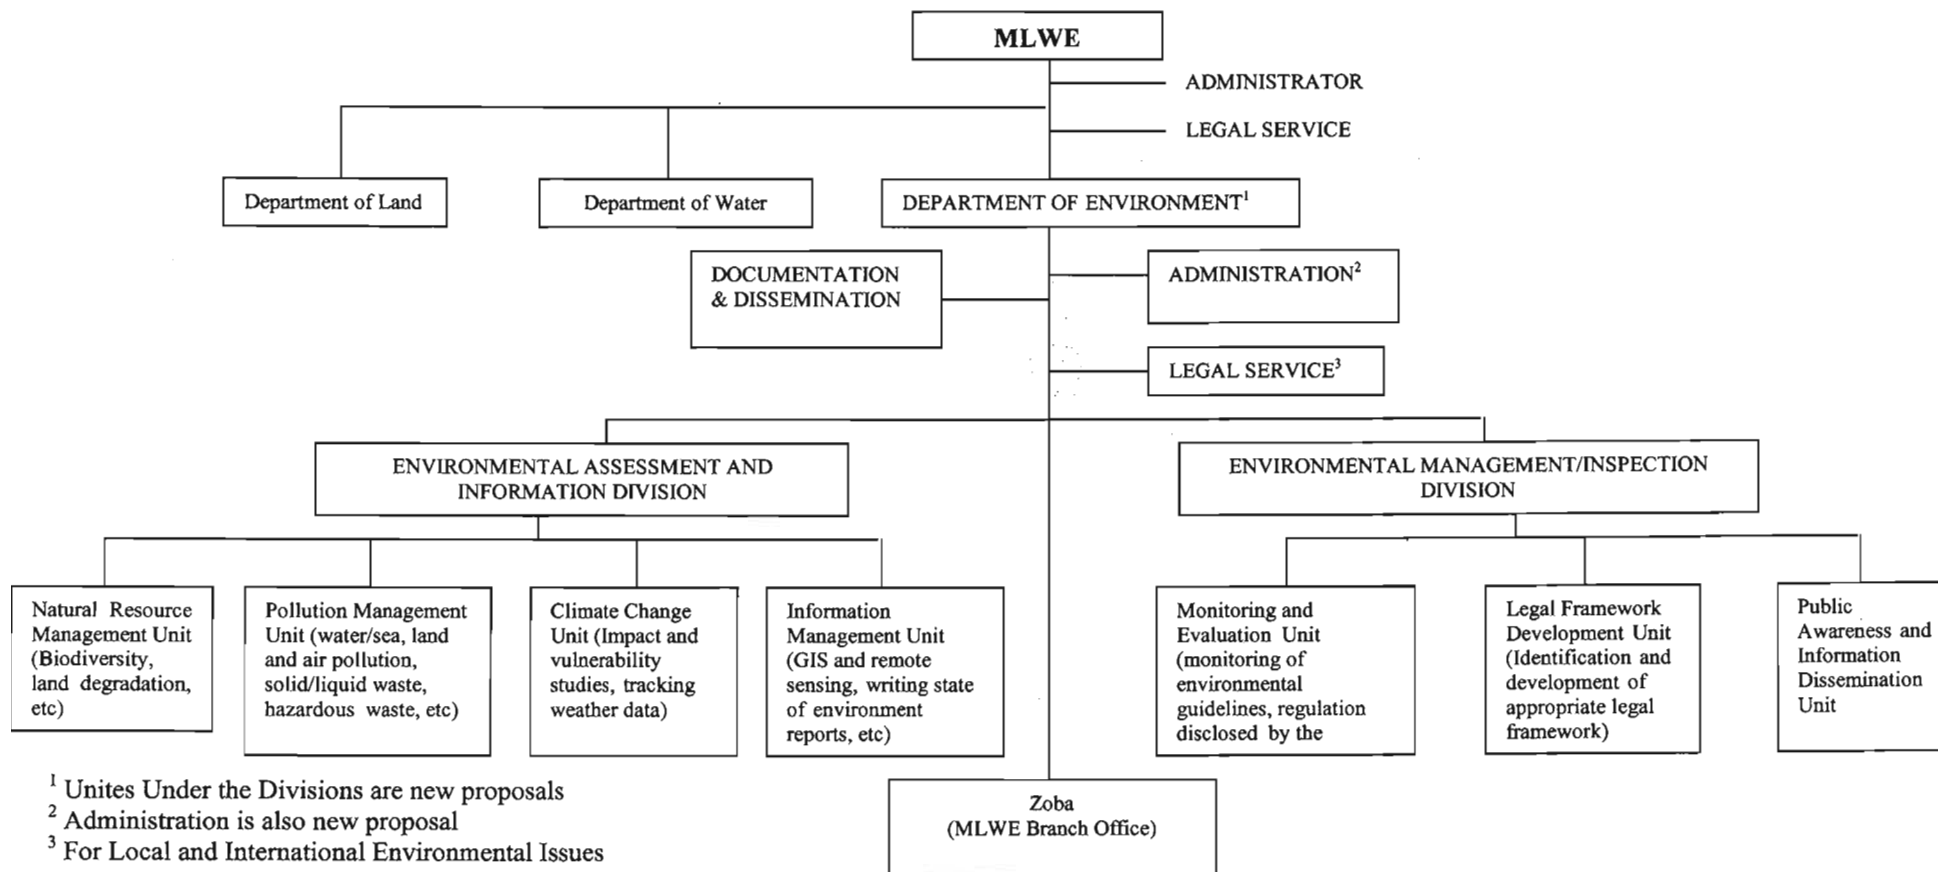 MLWE
ADMINISTRATOR
LEGAL SERVICE
Department of Land
Department of Water
DEPARTMENT OF ENVIRONMENT¹
DOCUMENTATION
& DISSEMINATION
ADMINISTRATION²
LEGAL SERVICE³
ENVIRONMENTAL ASSESSMENT AND
INFORMATION DIVISION
ENVIRONMENTAL MANAGEMENT/INSPECTION
DIVISION
Natural Resource
Management Unit
(Biodiversity,
land degradation,
etc)
Pollution Management
Unit (water/sea, land
and air pollution,
solid/liquid waste,
hazardous waste, etc)
Climate Change
Unit (Impact and
vulnerability
studies, tracking
weather data)
Information
Management Unit
(GIS and remote
sensing, writing state
of environment
reports, etc)
Monitoring and
Evaluation Unit
(monitoring of
environmental
guidelines, regulation
disclosed by the
Legal Framework
Development Unit
(Identification and
development of
appropriate legal
framework)
Public
Awareness and
Information
Dissemination
Unit
Zoba
(MLWE Branch Office)
¹ Unites Under the Divisions are new proposals
² Administration is also new proposal
³ For Local and International Environmental Issues